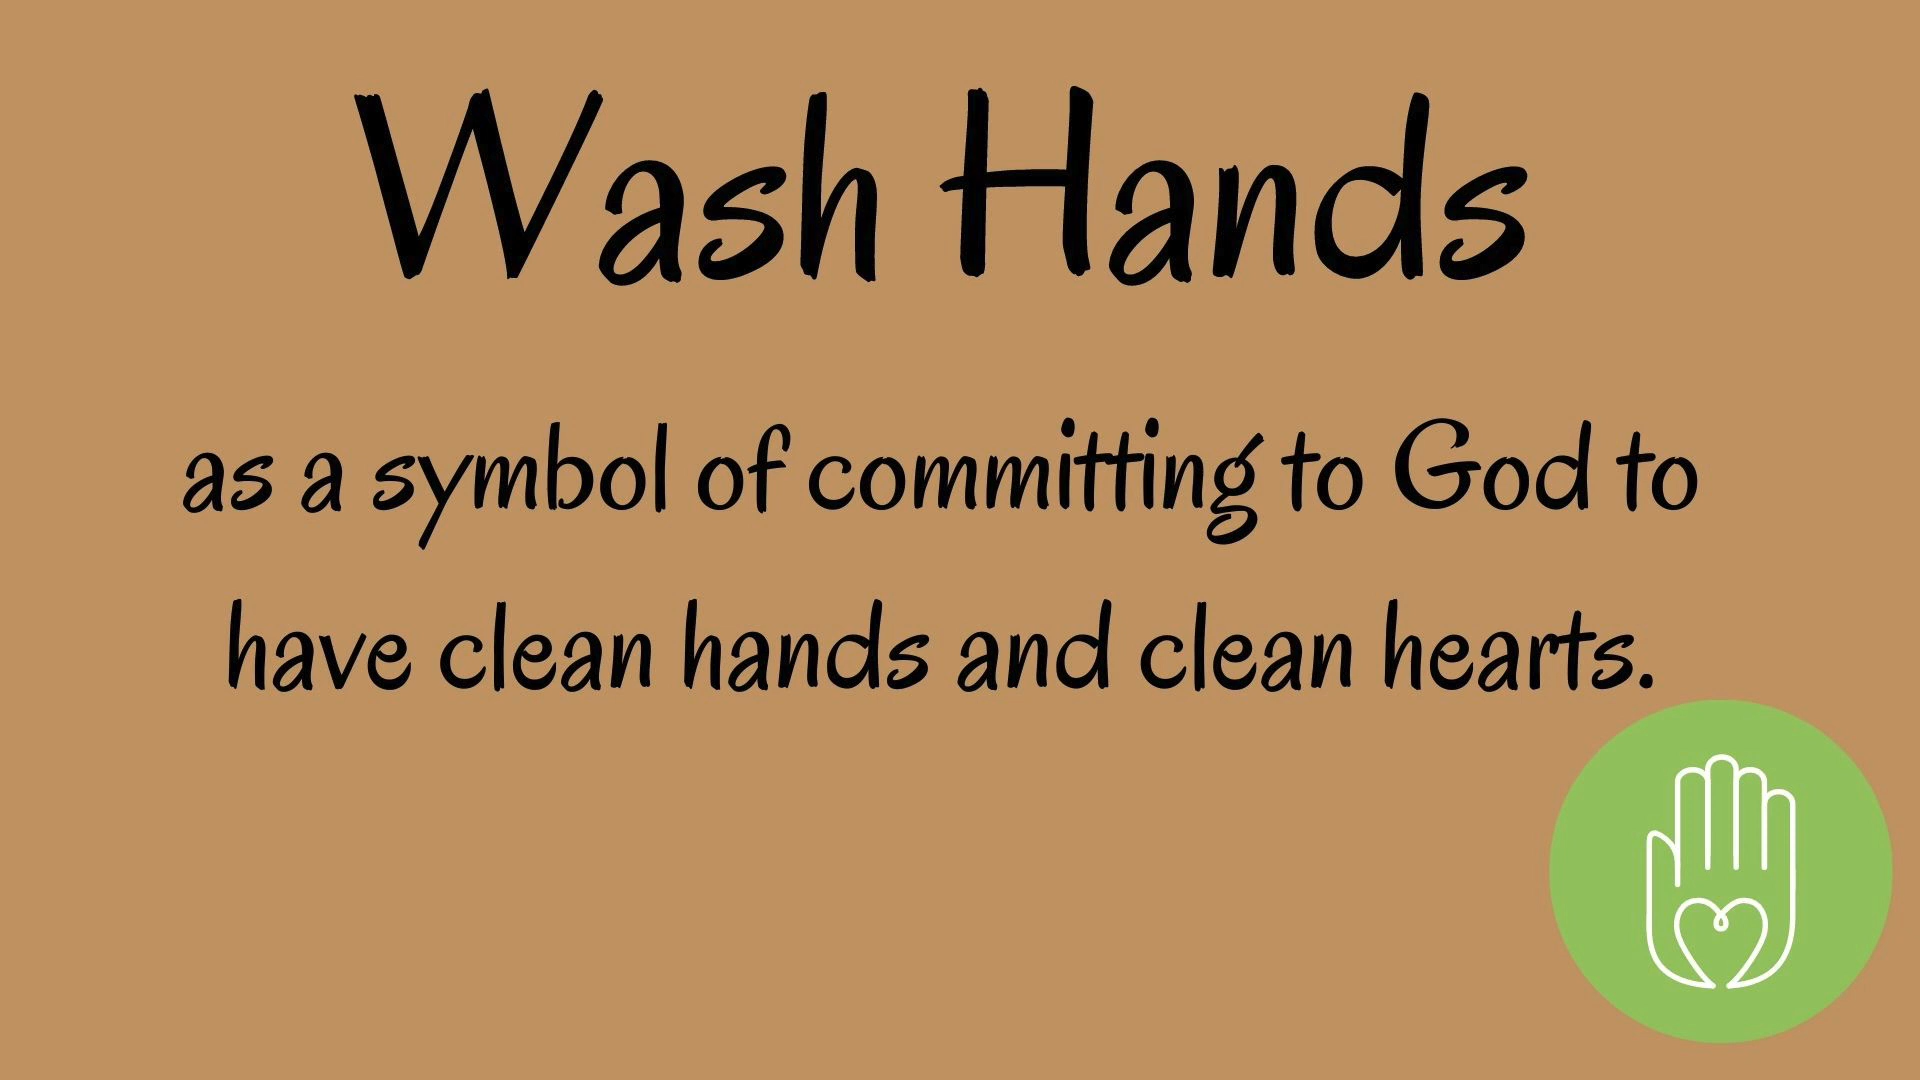 Wash Hands
as a symbol of committing to God to
have clean hands and clean hearts.